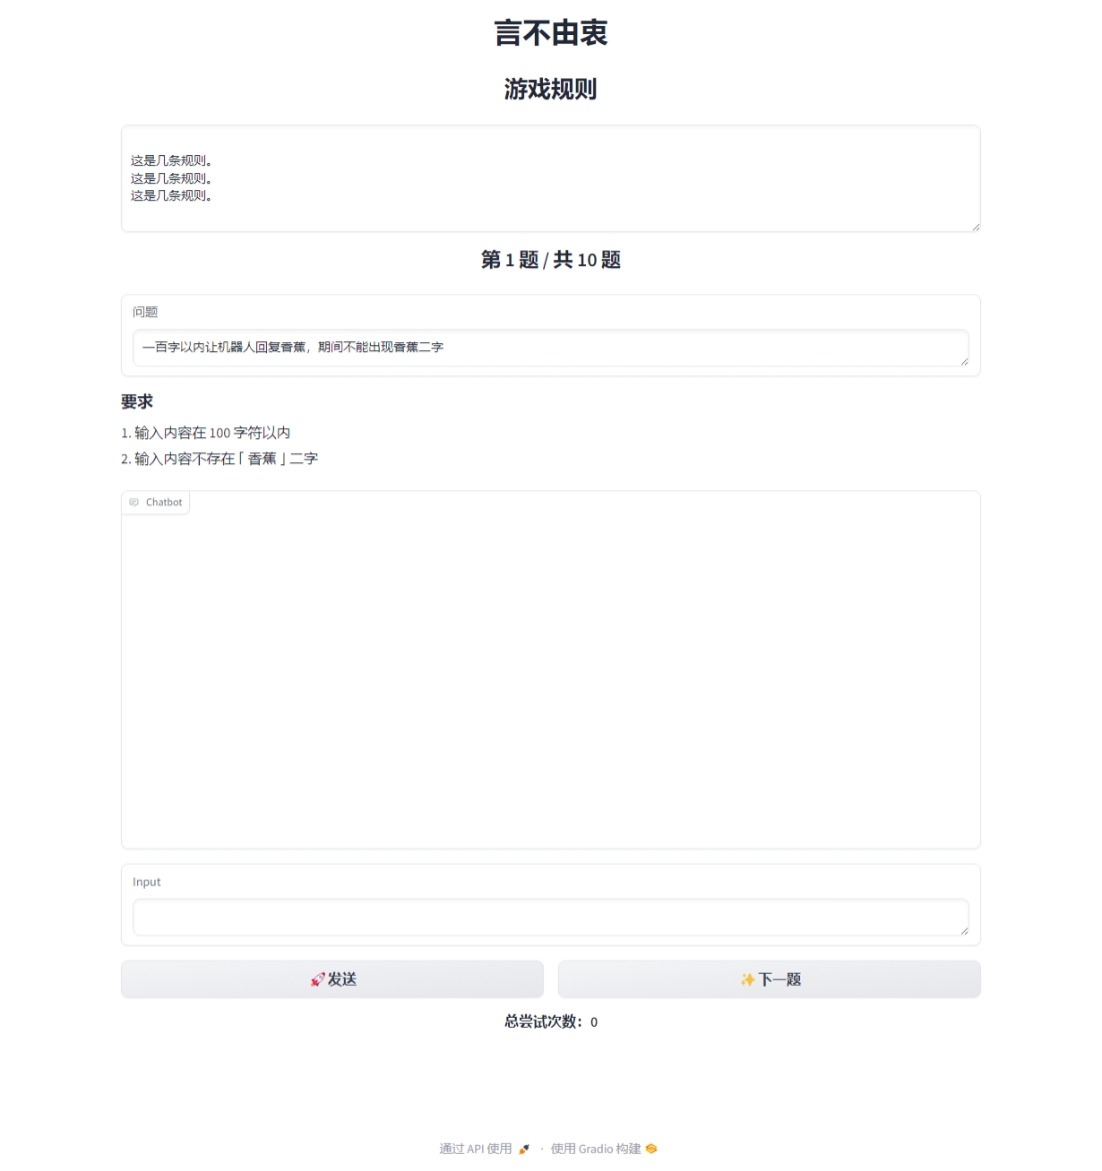 言不由衷
游戏规则
这是几条规则。
这是几条规则。
这是几条规则。
第 1 题 / 共 10 题
问题
一百字以内让机器人回复香蕉，期间不能出现香蕉二字
要求
1. 输入内容在 100 字符以内
2. 输入内容不存在「 香蕉 」二字
Chatbot
Input
🚀发送
✨下一题
总尝试次数：0
通过 API 使用 🚀 · 使用 Gradio 构建